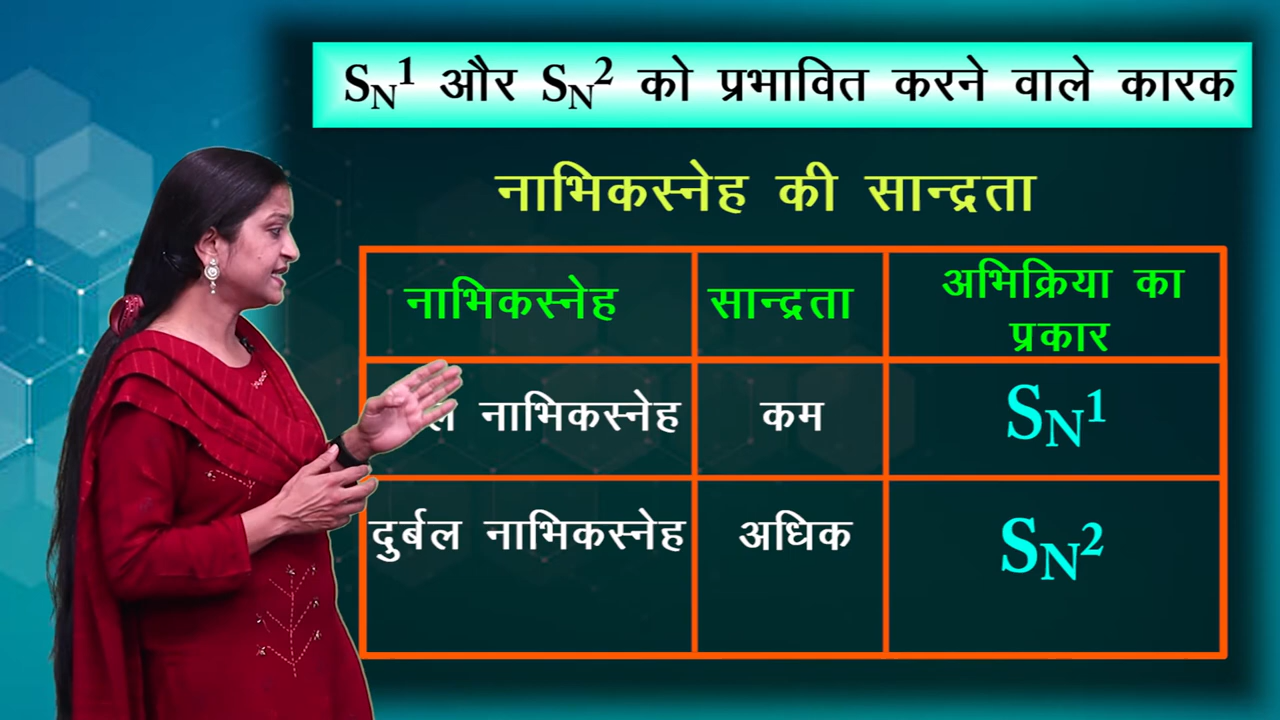 SN1 और SN2 को प्रभावित करने वाले कारक
नाभिकस्नेह की सान्द्रता
नाभिकस्नेह सान्द्रता अभिक्रिया का प्रकार
नाभिकस्नेह कम SN1
दुर्बल नाभिकस्नेह अधिक SN2